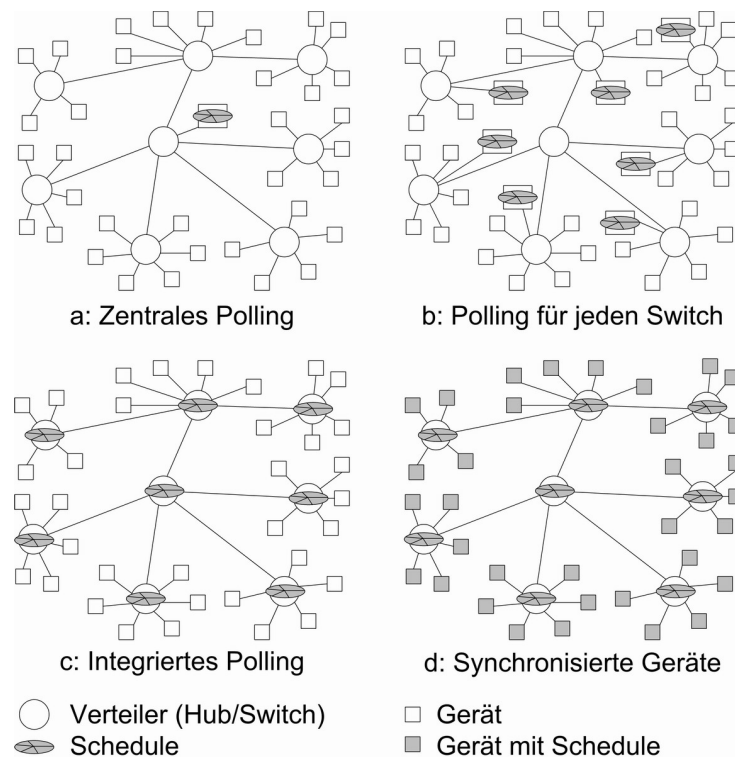 a: Zentrales Polling
b: Polling für jeden Switch
c: Integriertes Polling
d: Synchronisierte Geräte
Verteiler (Hub/Switch)
Gerät
Schedule
Gerät mit Schedule